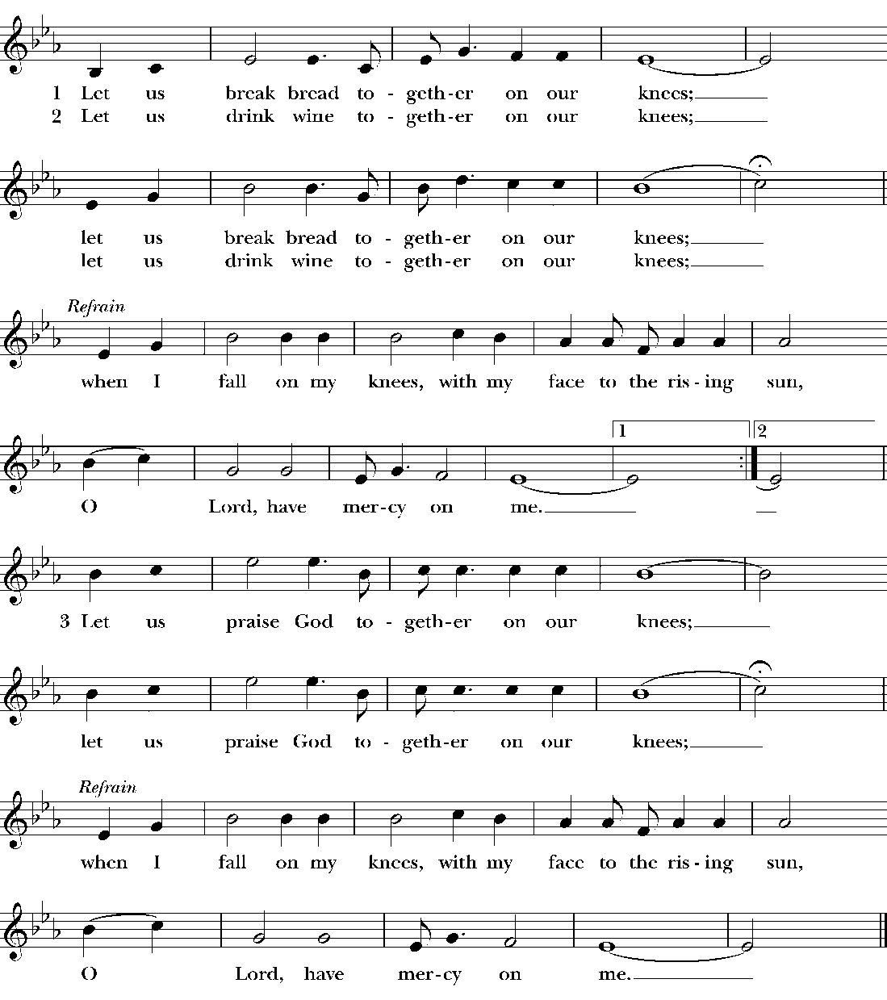 1 Let us break bread to - geth-er on our knees;
2 Let us drink wine to - geth-er on our knees;
let us break bread to - geth-er on our knees;
let us drink wine to - geth-er on our knees;
Refrain
when I fall on my knees, with my face to the ris - ing sun,
1 2
O Lord, have mer-cy on me.
3 Let us praise God to - geth-er on our knees;
let us praise God to - geth-er on our knees;
Refrain
when I fall on my knees, with my face to the ris - ing sun,
O Lord, have mer-cy on me.